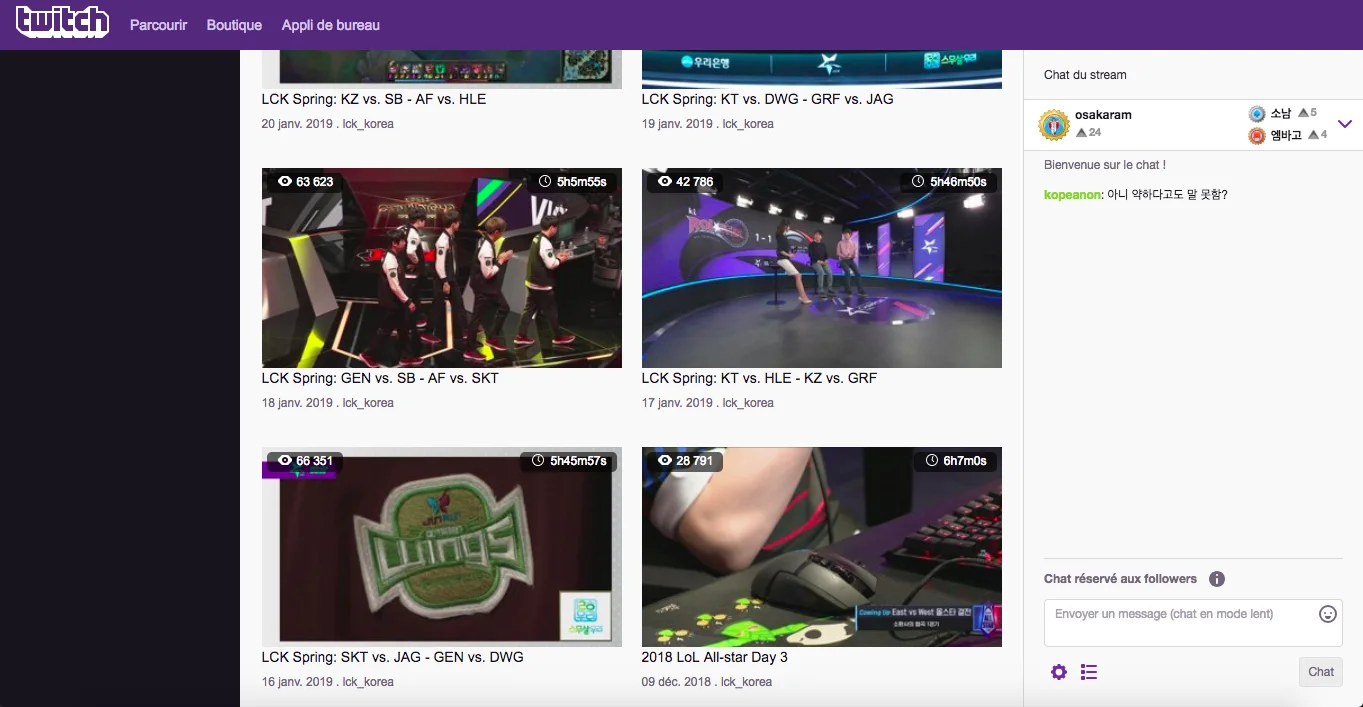 twitch Parcourir Boutique Appli de bureau
우리은행 스무살우리
LCK Spring: KZ vs. SB - AF vs. HLE
20 janv. 2019 . lck_korea
LCK Spring: KT vs. DWG - GRF vs. JAG
19 janv. 2019 . lck_korea
63 623 5h5m55s
42 786 5h46m50s
1-1
LCK Spring: GEN vs. SB - AF vs. SKT
18 janv. 2019 . lck_korea
LCK Spring: KT vs. HLE - KZ vs. GRF
17 janv. 2019 . lck_korea
66 351 5h45m57s
WINGS
스무살우리
28 791 6h7m0s
Coming Up East vs West 올스타 결전
LCK Spring: SKT vs. JAG - GEN vs. DWG
16 janv. 2019 . lck_korea
2018 LoL All-star Day 3
09 déc. 2018 . lck_korea
Chat du stream
osakaram
24
소남 5
엠바고 4
Bienvenue sur le chat !
kopeanon: 아니 약하다고도 말 못함?
Chat réservé aux followers
Envoyer un message (chat en mode lent)
Chat